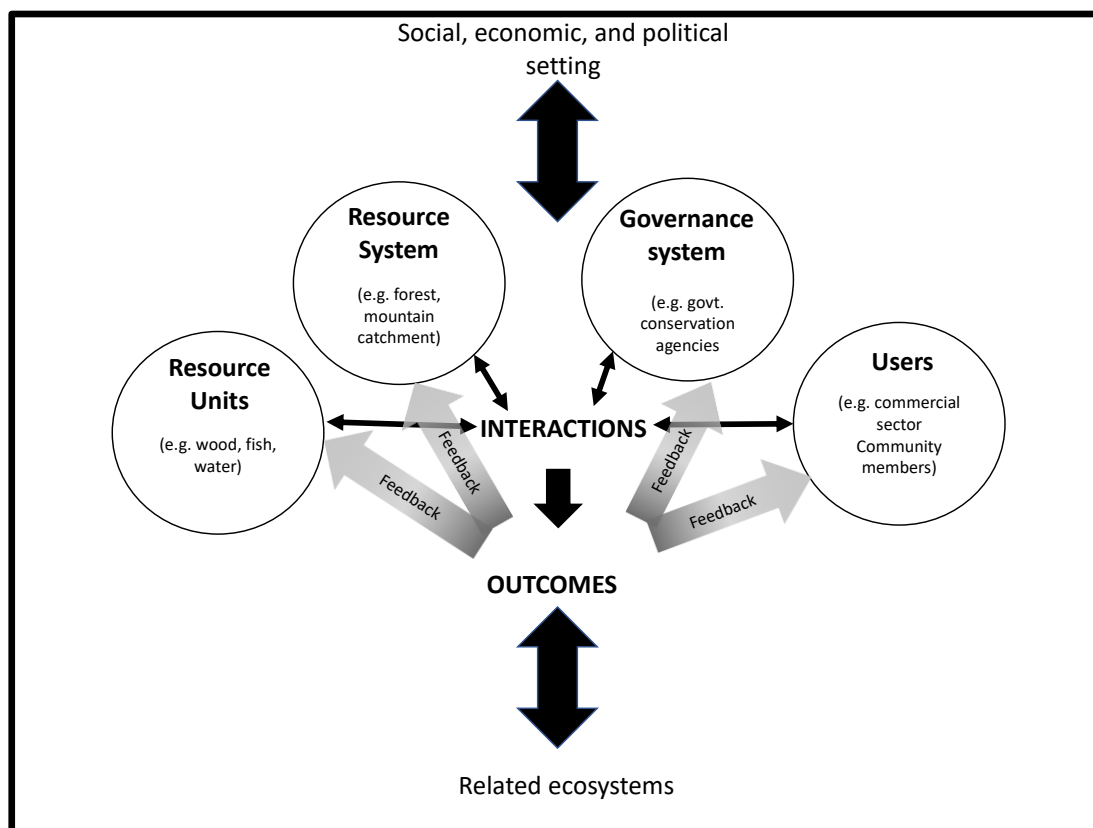 Social, economic, and political
setting
Resource
System
(e.g. forest,
mountain
catchment)
Governance
system
(e.g. govt.
conservation
agencies
Resource
Units
(e.g. wood, fish,
water)
Users
(e.g. commercial
sector
Community
members)
INTERACTIONS
Feedback
Feedback
Feedback
Feedback
OUTCOMES
Related ecosystems